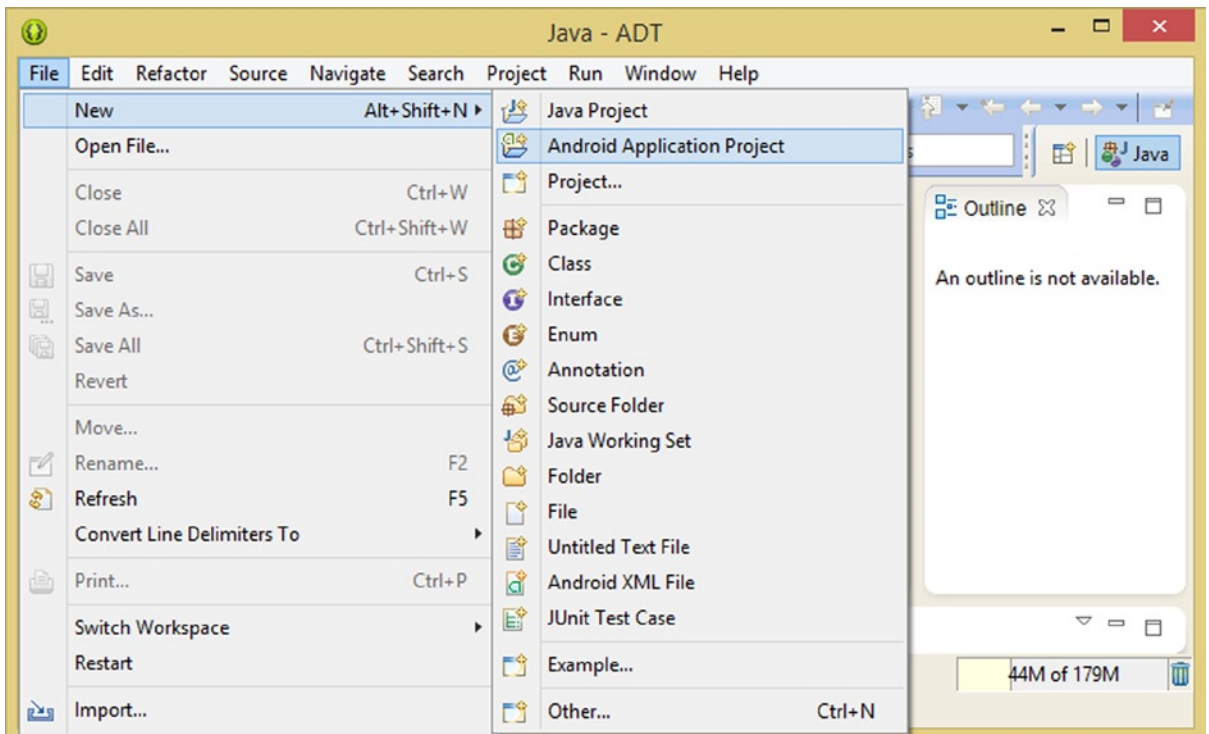 Java - ADT
File Edit Refactor Source Navigate Search Project Run Window Help
New Alt+Shift+N
Open File...
Close Ctrl+W
Close All Ctrl+Shift+W
Save Ctrl+S
Save As...
Save All Ctrl+Shift+S
Revert
Move...
Rename... F2
Refresh F5
Convert Line Delimiters To
Print... Ctrl+P
Switch Workspace
Restart
Import...
Java Project
Android Application Project
Project...
Package
Class
Interface
Enum
Annotation
Source Folder
Java Working Set
Folder
File
Untitled Text File
Android XML File
JUnit Test Case
Example...
Other... Ctrl+N
Java
Outline
An outline is not available.
44M of 179M